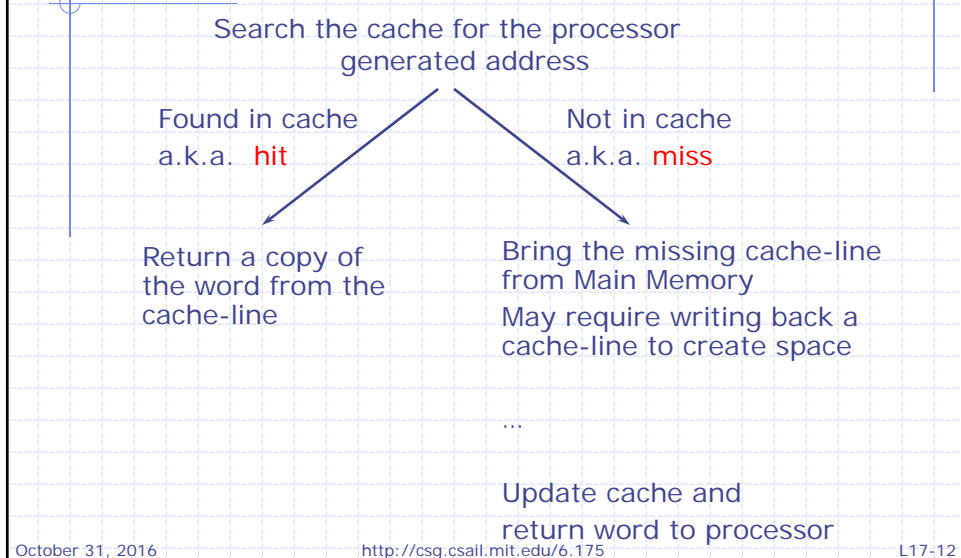 Search the cache for the processor
generated address
Found in cache
a.k.a. hit
Not in cache
a.k.a. miss
Return a copy of
the word from the
cache-line
Bring the missing cache-line
from Main Memory
May require writing back a
cache-line to create space
...
Update cache and
return word to processor
October 31, 2016
http://csg.csail.mit.edu/6.175
L17-12